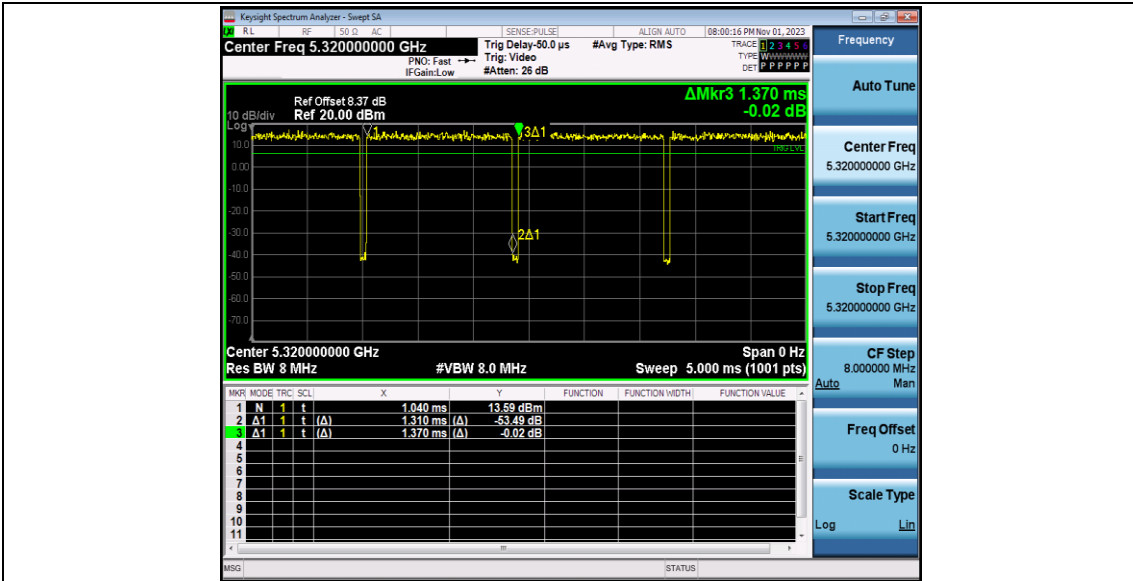 Keysight Spectrum Analyzer - Swept SA
RL RF 50 Ω AC SENSE:PULSE ALIGN AUTO 08:00:16 PM Nov 01, 2023
Center Freq 5.320000000 GHz
PNO: Fast
IFGain:Low
Trig Delay-50.0 µs
Trig: Video
#Atten: 26 dB
#Avg Type: RMS
TRACE 1 2 3 4 5 6
TYPE WWWWWW
DET P P P P P P
ΔMkr3 1.370 ms
-0.02 dB
Ref Offset 8.37 dB
10 dB/div Ref 20.00 dBm
Log
1
3Δ1
TRIG LVL
10.0
0.00
-10.0
-20.0
-30.0
2Δ1
-40.0
-50.0
-60.0
-70.0
Center 5.320000000 GHz Span 0 Hz
Res BW 8 MHz #VBW 8.0 MHz Sweep 5.000 ms (1001 pts)
MKR MODE TRC SCL X Y FUNCTION FUNCTION WIDTH FUNCTION VALUE
1 N 1 t 1.040 ms 13.59 dBm
2 Δ1 1 t (Δ) 1.310 ms (Δ) -53.49 dB
3 Δ1 1 t (Δ) 1.370 ms (Δ) -0.02 dB
4
5
6
7
8
9
10
11
MSG STATUS
Frequency
Auto Tune
Center Freq
5.320000000 GHz
Start Freq
5.320000000 GHz
Stop Freq
5.320000000 GHz
CF Step
8.000000 MHz
Auto Man
Freq Offset
0 Hz
Scale Type
Log Lin